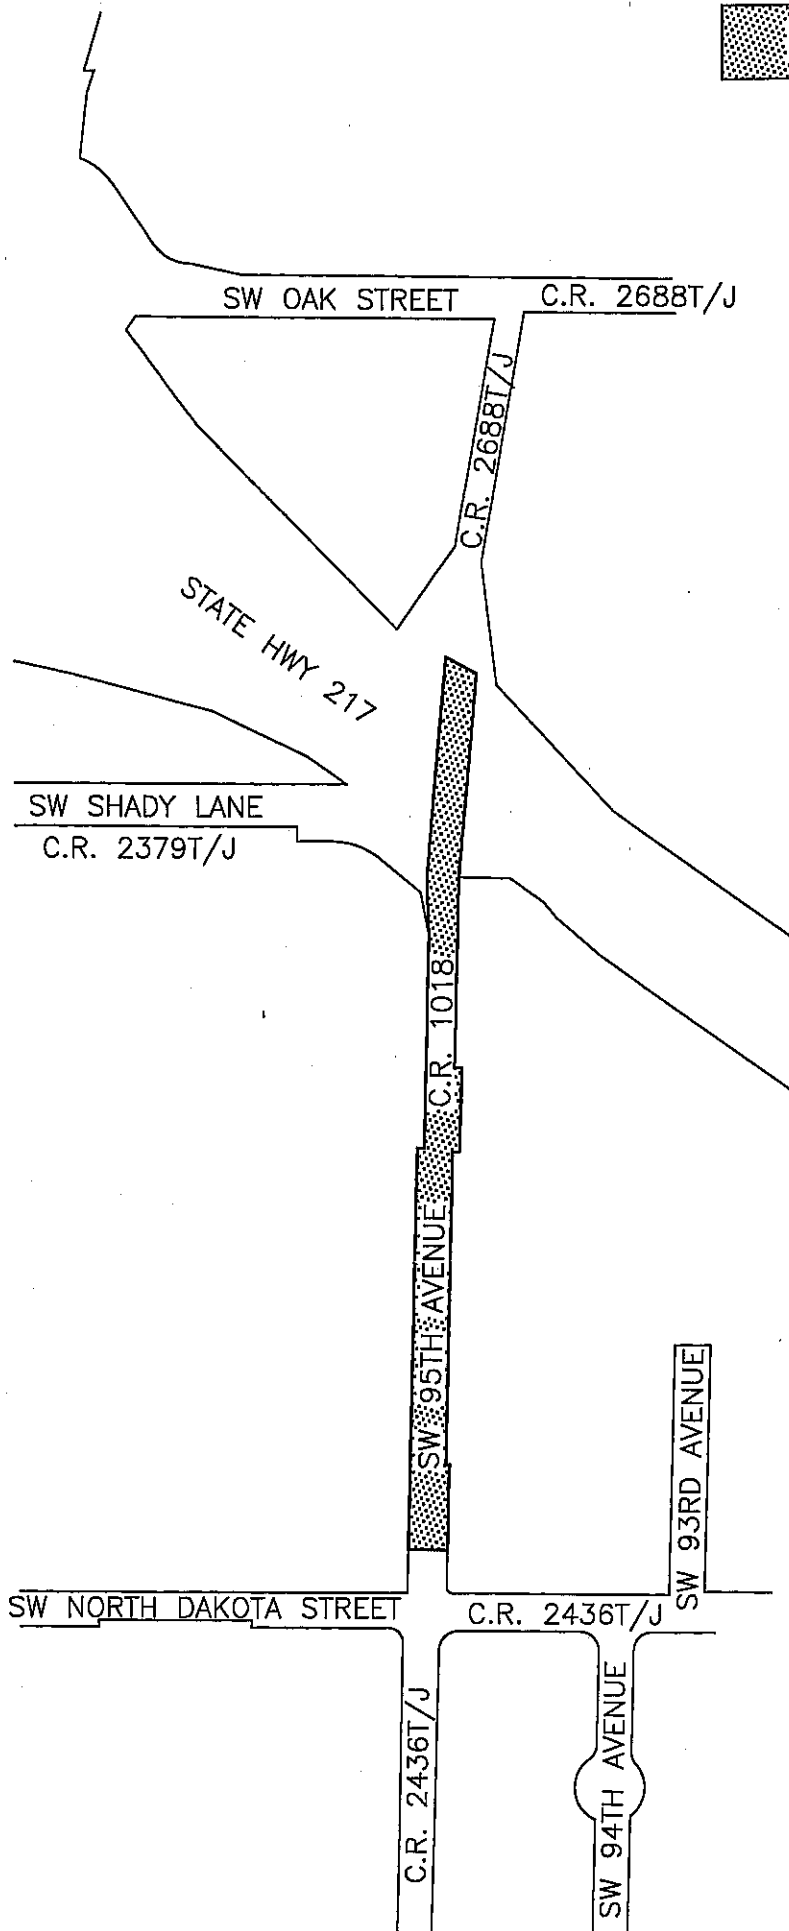 SW OAK STREET
C.R. 2688T/J
C.R. 2688T/J
STATE HWY 217
SW SHADY LANE
C.R. 2379T/J
C.R. 1018
SW 95TH AVENUE
SW 93RD AVENUE
SW NORTH DAKOTA STREET
C.R. 2436T/J
C.R. 2436T/J
SW 94TH AVENUE